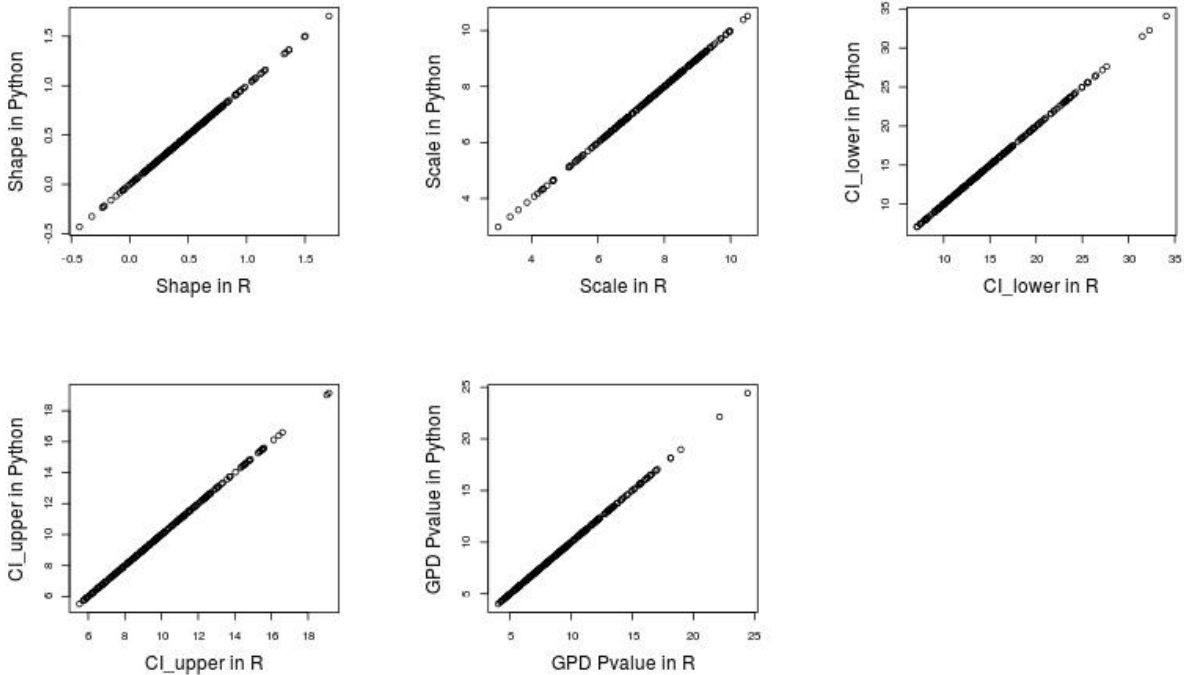 Shape in Python
1.5
1.0
0.5
0.0
-0.5
-0.5 0.0 0.5 1.0 1.5
Shape in R
Scale in Python
10
8
6
4
4 6 8 10
Scale in R
CI_lower in Python
35
30
25
20
15
10
10 15 20 25 30 35
CI_lower in R
CI_upper in Python
18
16
14
12
10
8
6
6 8 10 12 14 16 18
CI_upper in R
GPD Pvalue in Python
25
20
15
10
5
5 10 15 20 25
GPD Pvalue in R